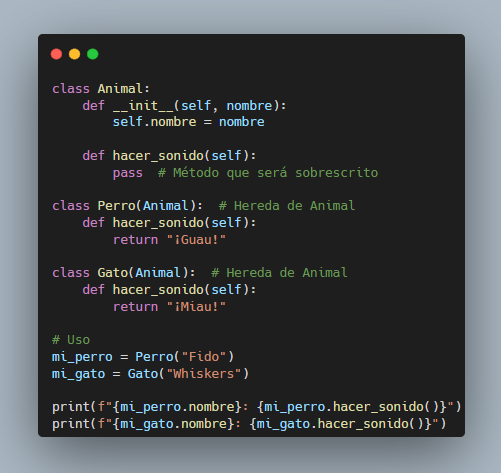 class Animal:
    def __init__(self, nombre):
        self.nombre = nombre

    def hacer_sonido(self):
        pass  # Método que será sobrescrito

class Perro(Animal):  # Hereda de Animal
    def hacer_sonido(self):
        return "¡Guau!"

class Gato(Animal):  # Hereda de Animal
    def hacer_sonido(self):
        return "¡Miau!"

# Uso
mi_perro = Perro("Fido")
mi_gato = Gato("Whiskers")

print(f"{mi_perro.nombre}: {mi_perro.hacer_sonido()}")
print(f"{mi_gato.nombre}: {mi_gato.hacer_sonido()}")